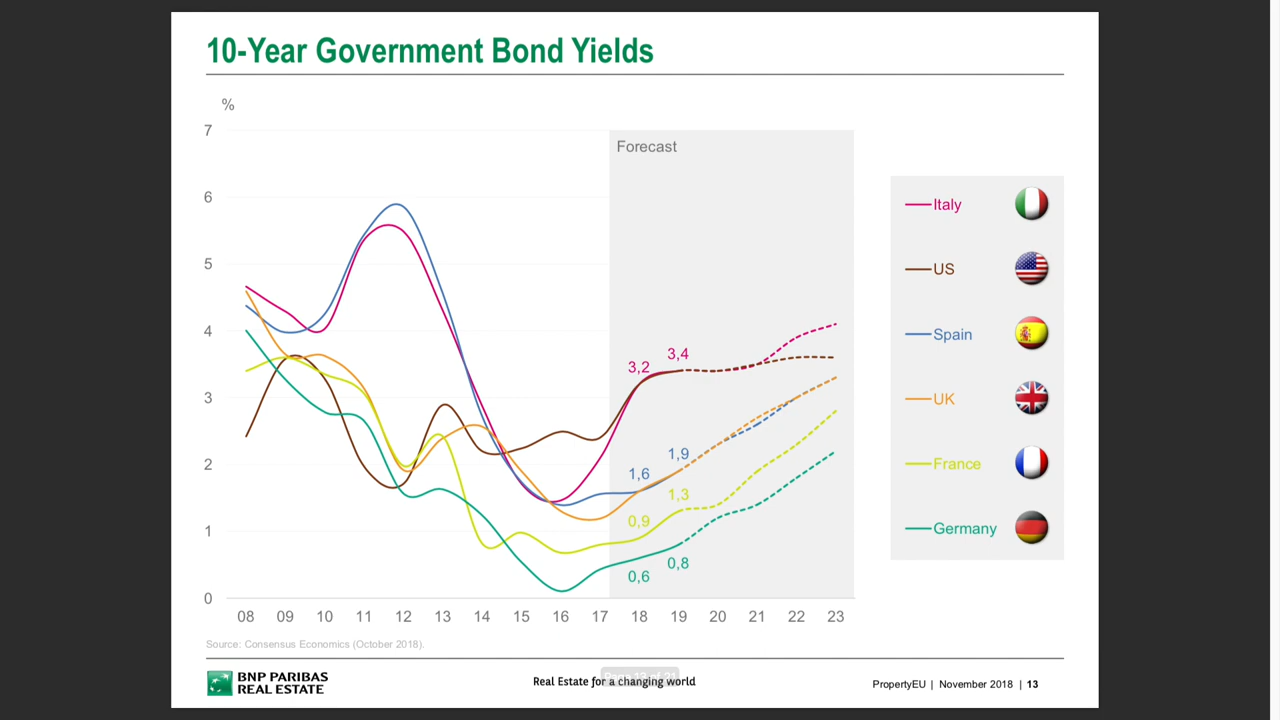 10-Year Government Bond Yields
%
7
Forecast
6
5
4
3
2
1
0
3,2
3,4
1,6
1,9
0,9
1,3
0,6
0,8
08 09 10 11 12 13 14 15 16 17 18 19 20 21 22 23
Italy
US
Spain
UK
France
Germany
Source: Consensus Economics (October 2018).
BNP PARIBAS
REAL ESTATE
Real Estate for a changing world
PropertyEU | November 2018 | 13